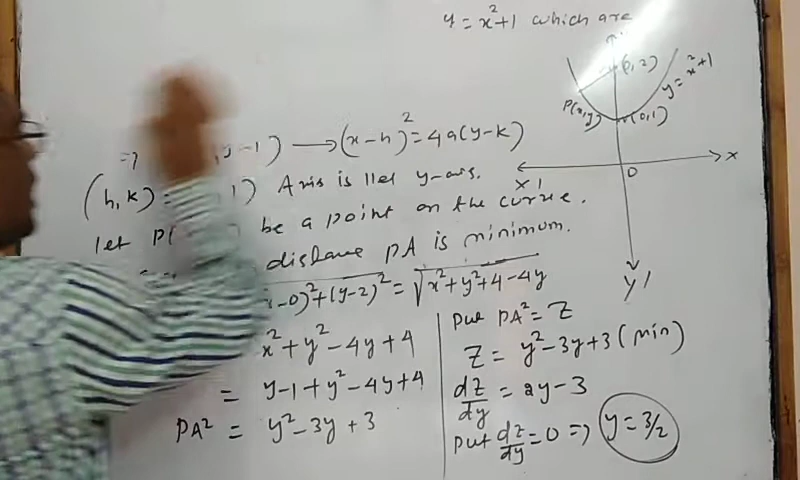 y = x²+1 which are
(0,2)
y = x²+1
P(x,y)
(0,1)
X
O
X'
Y'
=> y-1) → (x-h)² = 4a(y-k)
(h,k) = 1) Axis is llel y-axis.
let P( be a point on the curve.
distance PA is minimum.
-0)²+(y-2)² = √x²+y²+4-4y
x²+y²-4y+4
= y-1+y²-4y+4
PA² = y²-3y+3
Put PA² = Z
Z = y²-3y+3 (min)
dZ/dy = 2y-3
Put dz/dy = 0 => y = 3/2